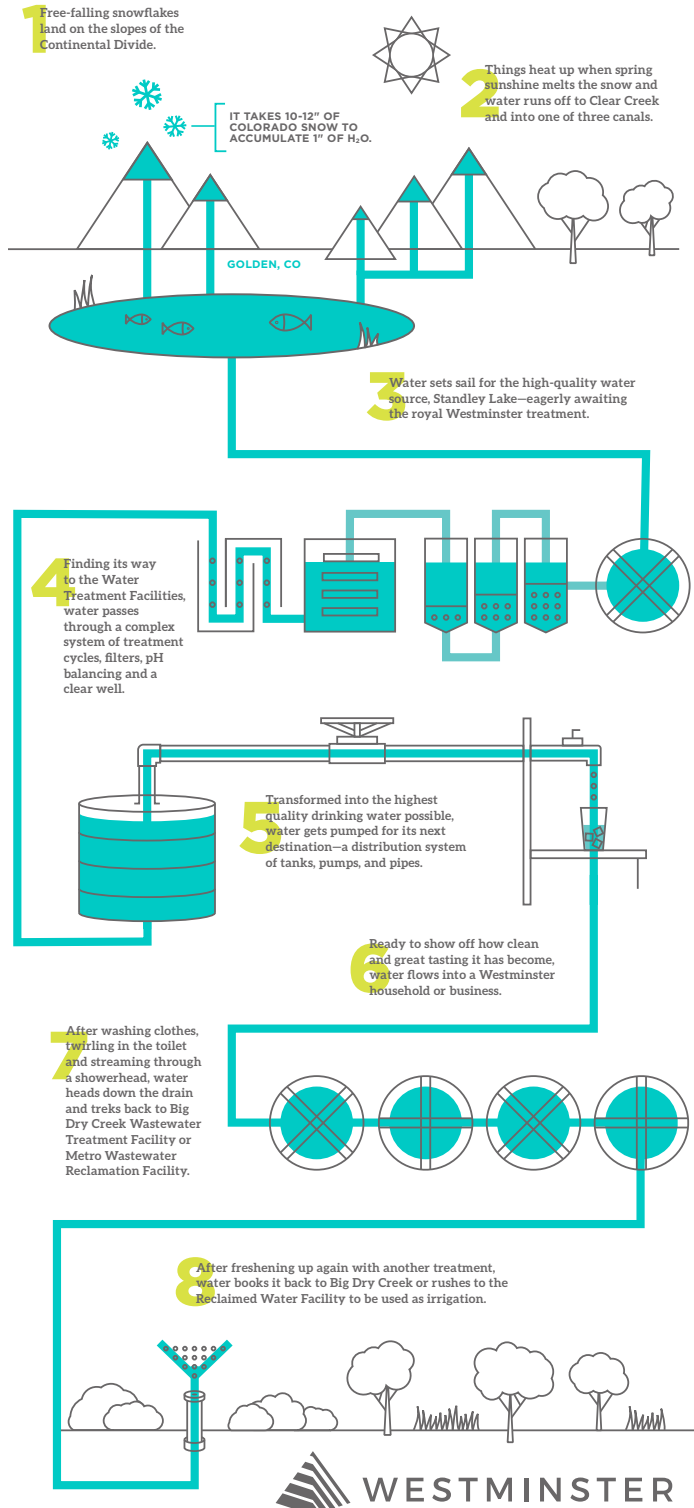 1
Free-falling snowflakes
land on the slopes of the
Continental Divide.
2
Things heat up when spring
sunshine melts the snow and
water runs off to Clear Creek
and into one of three canals.
IT TAKES 10-12" OF
COLORADO SNOW TO
ACCUMULATE 1" OF H₂O.
GOLDEN, CO
3
Water sets sail for the high-quality water
source, Standley Lake—eagerly awaiting
the royal Westminster treatment.
4
Finding its way
to the Water
Treatment Facilities,
water passes
through a complex
system of treatment
cycles, filters, pH
balancing and a
clear well.
5
Transformed into the highest
quality drinking water possible,
water gets pumped for its next
destination—a distribution system
of tanks, pumps, and pipes.
6
Ready to show off how clean
and great tasting it has become,
water flows into a Westminster
household or business.
7
After washing clothes,
twirling in the toilet
and streaming through
a showerhead, water
heads down the drain
and treks back to Big
Dry Creek Wastewater
Treatment Facility or
Metro Wastewater
Reclamation Facility.
8
After freshening up again with another treatment,
water books it back to Big Dry Creek or rushes to the
Reclaimed Water Facility to be used as irrigation.
WESTMINSTER